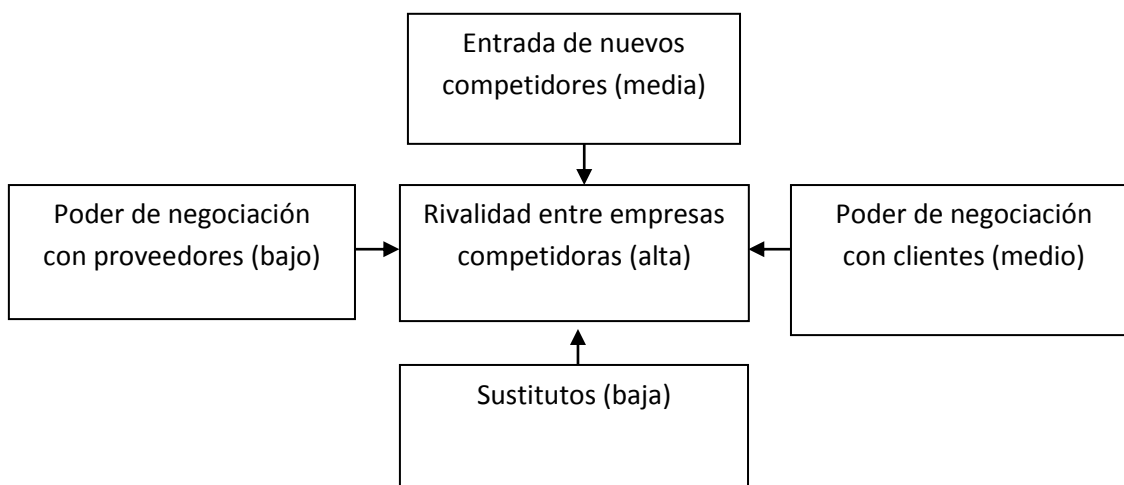 Entrada de nuevos
competidores (media)
Poder de negociación
con proveedores (bajo)
Rivalidad entre empresas
competidoras (alta)
Poder de negociación
con clientes (medio)
Sustitutos (baja)